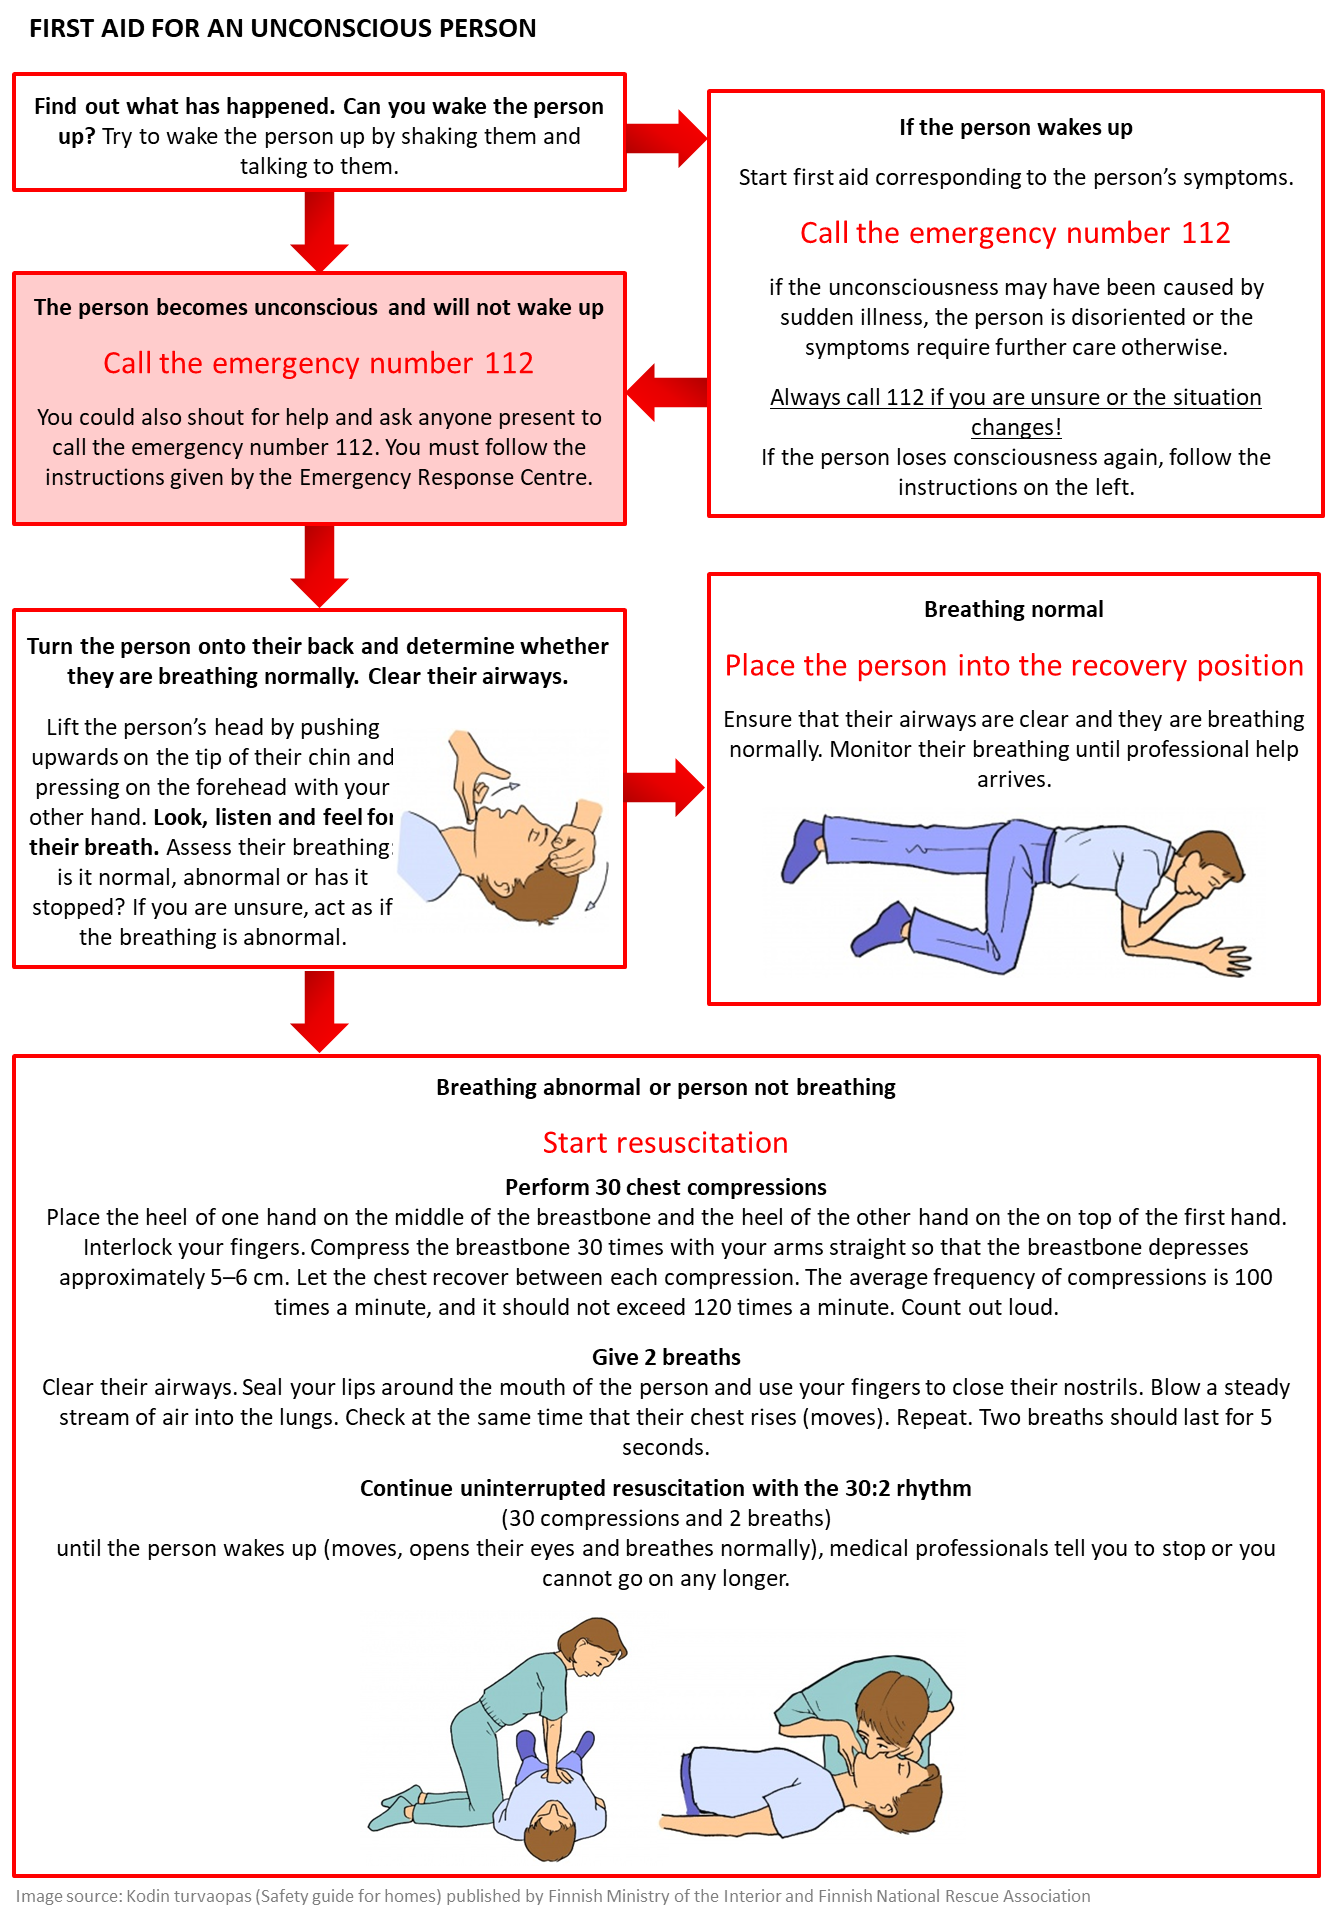 FIRST AID FOR AN UNCONSCIOUS PERSON
Find out what has happened. Can you wake the person
up? Try to wake the person up by shaking them and
talking to them.
If the person wakes up
Start first aid corresponding to the person's symptoms.
Call the emergency number 112
if the unconsciousness may have been caused by
sudden illness, the person is disoriented or the
symptoms require further care otherwise.
Always call 112 if you are unsure or the situation
changes!
If the person loses consciousness again, follow the
instructions on the left.
The person becomes unconscious and will not wake up
Call the emergency number 112
You could also shout for help and ask anyone present to
call the emergency number 112. You must follow the
instructions given by the Emergency Response Centre.
Turn the person onto their back and determine whether
they are breathing normally. Clear their airways.
Lift the person's head by pushing
upwards on the tip of their chin and
pressing on the forehead with your
other hand. Look, listen and feel for
their breath. Assess their breathing:
is it normal, abnormal or has it
stopped? If you are unsure, act as if
the breathing is abnormal.
Breathing normal
Place the person into the recovery position
Ensure that their airways are clear and they are breathing
normally. Monitor their breathing until professional help
arrives.
Breathing abnormal or person not breathing
Start resuscitation
Perform 30 chest compressions
Place the heel of one hand on the middle of the breastbone and the heel of the other hand on the on top of the first hand.
Interlock your fingers. Compress the breastbone 30 times with your arms straight so that the breastbone depresses
approximately 5–6 cm. Let the chest recover between each compression. The average frequency of compressions is 100
times a minute, and it should not exceed 120 times a minute. Count out loud.
Give 2 breaths
Clear their airways. Seal your lips around the mouth of the person and use your fingers to close their nostrils. Blow a steady
stream of air into the lungs. Check at the same time that their chest rises (moves). Repeat. Two breaths should last for 5
seconds.
Continue uninterrupted resuscitation with the 30:2 rhythm
(30 compressions and 2 breaths)
until the person wakes up (moves, opens their eyes and breathes normally), medical professionals tell you to stop or you
cannot go on any longer.
Image source: Kodin turvaopas (Safety guide for homes) published by Finnish Ministry of the Interior and Finnish National Rescue Association